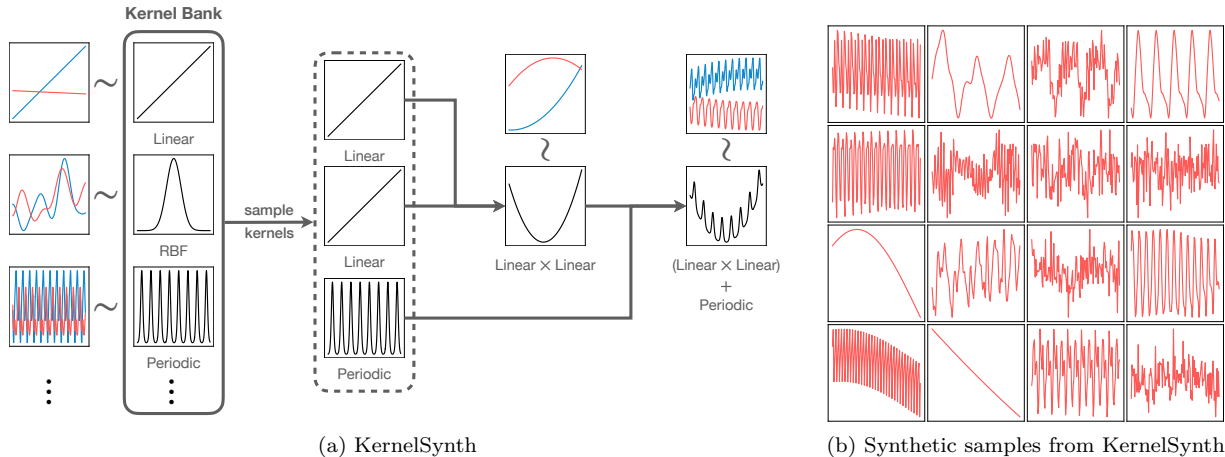 Kernel Bank
Linear
RBF
Periodic
sample
kernels
Linear
Linear
Periodic
Linear × Linear
(Linear × Linear)
+
Periodic
(a) KernelSynth
(b) Synthetic samples from KernelSynth